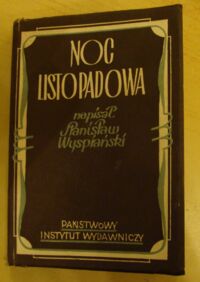 NOC
LISTOPADOWA
napisał
Stanisław
Wyspiański
PAŃSTWOWY
INSTYTUT WYDAWNICZY